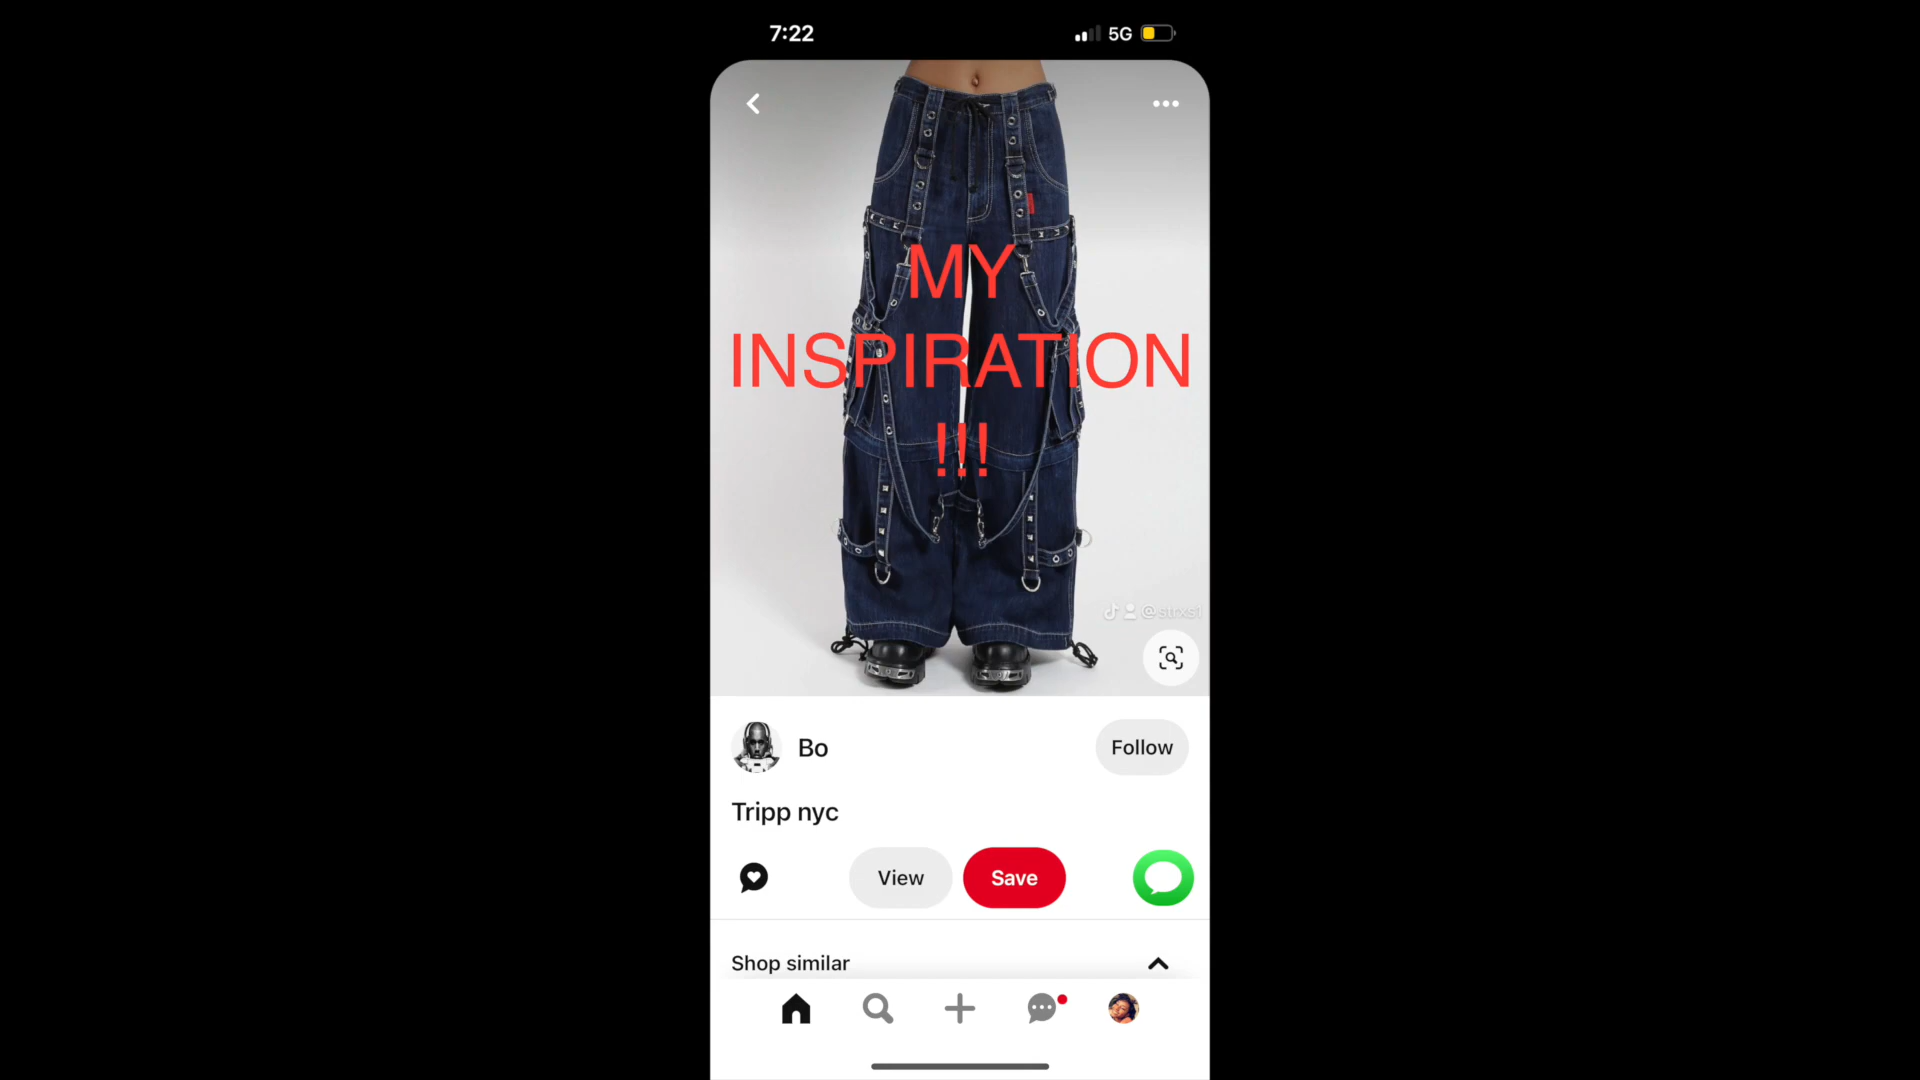 7:22
5G
MY
INSPIRATION
!!!
Bo
Follow
Tripp nyc
View
Save
Shop similar